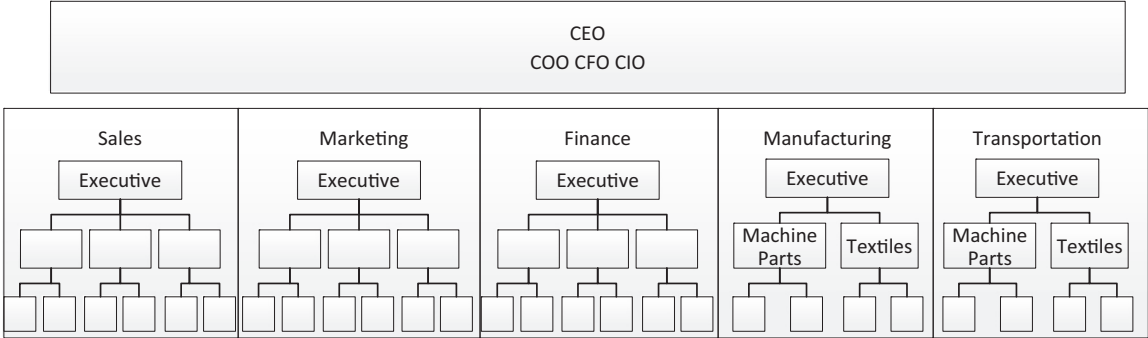 CEO
COO CFO CIO
Sales
Executive
Marketing
Executive
Finance
Executive
Manufacturing
Executive
Machine
Parts
Textiles
Transportation
Executive
Machine
Parts
Textiles